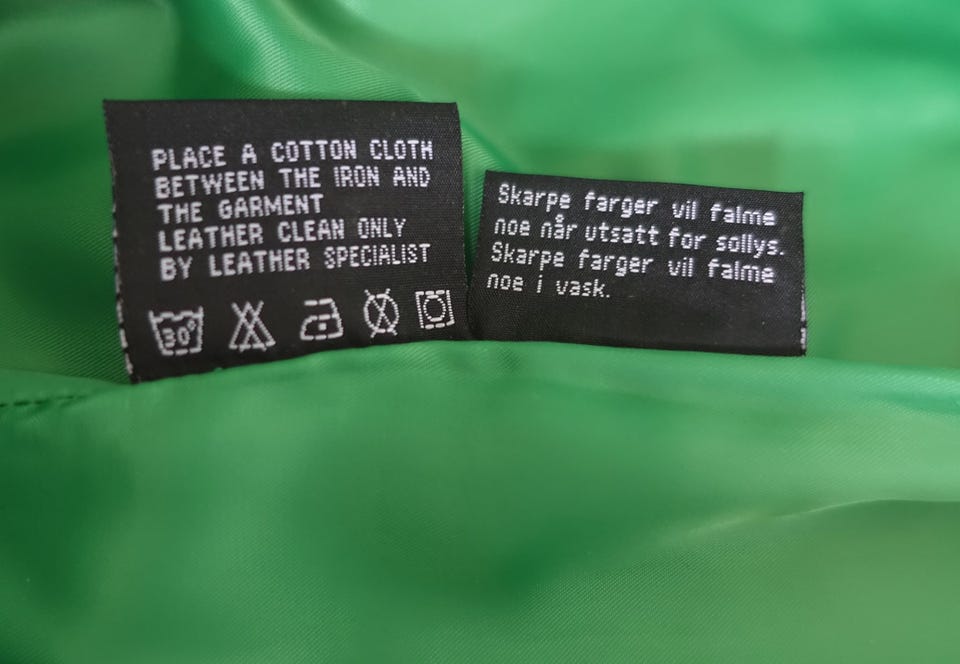 PLACE A COTTON CLOTH
BETWEEN THE IRON AND
THE GARMENT
LEATHER CLEAN ONLY
BY LEATHER SPECIALIST
30°
Skarpe farger vil falme
noe når utsatt for sollys.
Skarpe farger vil falme
noe i vask.